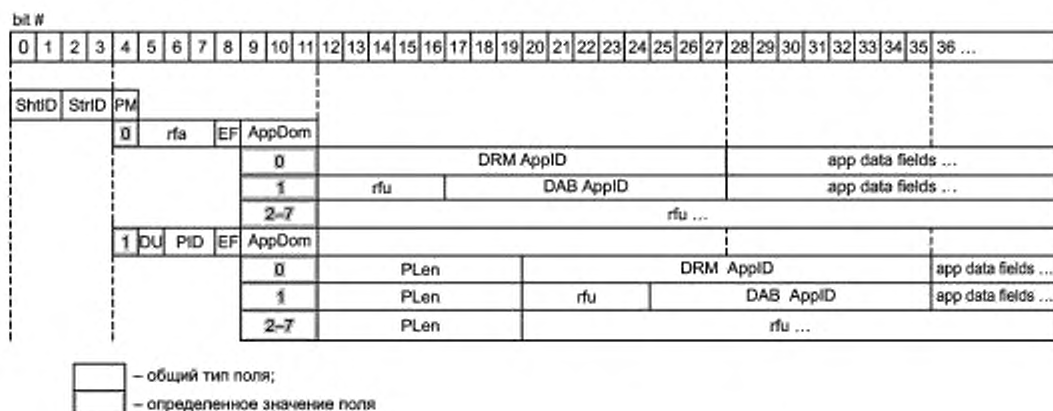 bit #
0 1 2 3 4 5 6 7 8 9 10 11 12 13 14 15 16 17 18 19 20 21 22 23 24 25 26 27 28 29 30 31 32 33 34 35 36 ...
ShtID StrID PM
0 rfa EF AppDom
0 DRM AppID app data fields ...
1 rfu DAB AppID app data fields ...
2–7 rfu ...
1 DU PID EF AppDom
0 PLen DRM AppID app data fields ...
1 PLen rfu DAB AppID app data fields ...
2–7 PLen rfu ...
– общий тип поля;
– определенное значение поля